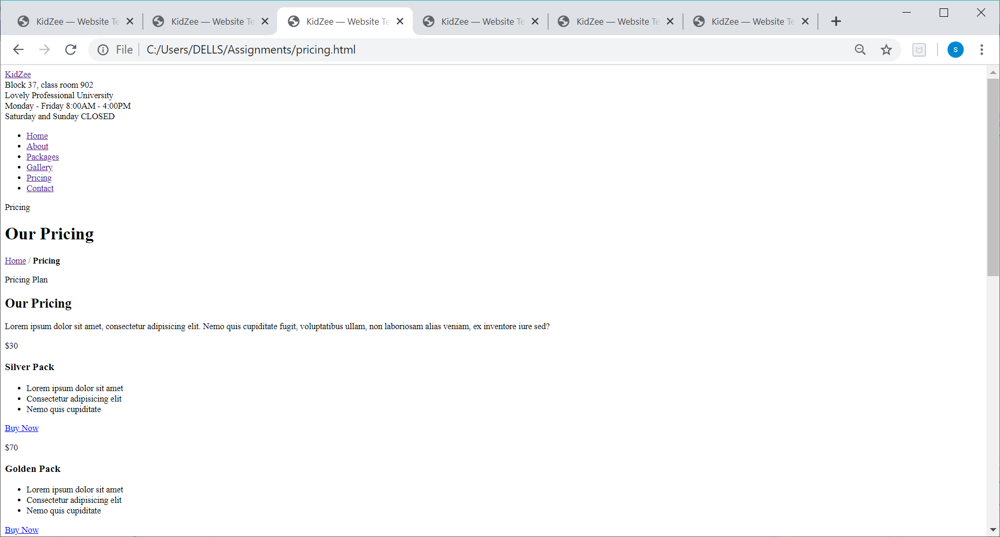 KidZee — Website Te
KidZee — Website Te
KidZee — Website Te
KidZee — Website Te
KidZee — Website Te
KidZee — Website Te
File
C:/Users/DELLS/Assignments/pricing.html
s
KidZee
Block 37, class room 902
Lovely Professional University
Monday - Friday 8:00AM - 4:00PM
Saturday and Sunday CLOSED
Home
About
Packages
Gallery
Pricing
Contact
Pricing
Our Pricing
Home / Pricing
Pricing Plan
Our Pricing
Lorem ipsum dolor sit amet, consectetur adipisicing elit. Nemo quis cupiditate fugit, voluptatibus ullam, non laboriosam alias veniam, ex inventore iure sed?
$30
Silver Pack
Lorem ipsum dolor sit amet
Consectetur adipisicing elit
Nemo quis cupiditate
Buy Now
$70
Golden Pack
Lorem ipsum dolor sit amet
Consectetur adipisicing elit
Nemo quis cupiditate
Buy Now